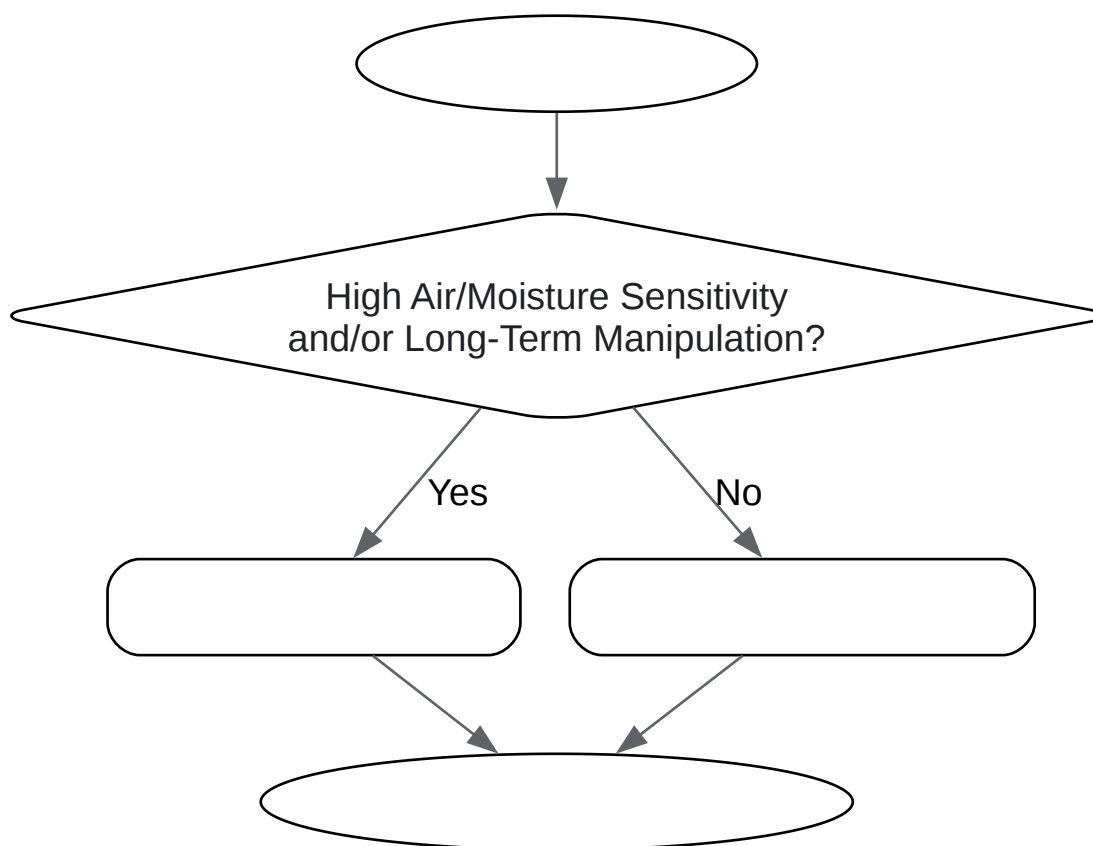 High Air/Moisture Sensitivity
and/or Long-Term Manipulation?
Yes
No